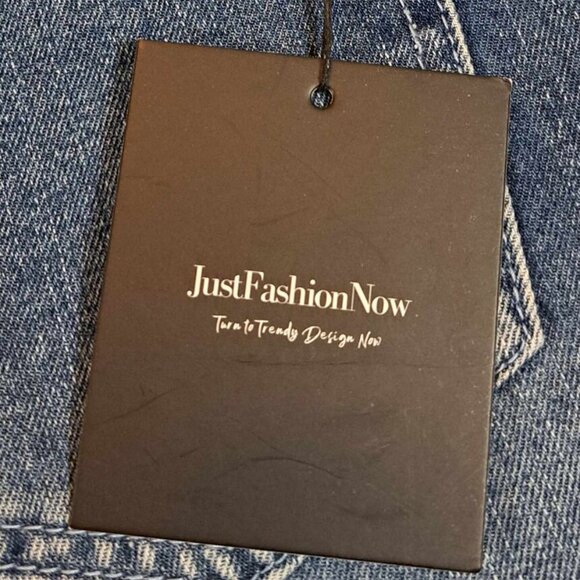 JustFashionNow
Turn to Trendy Design Now